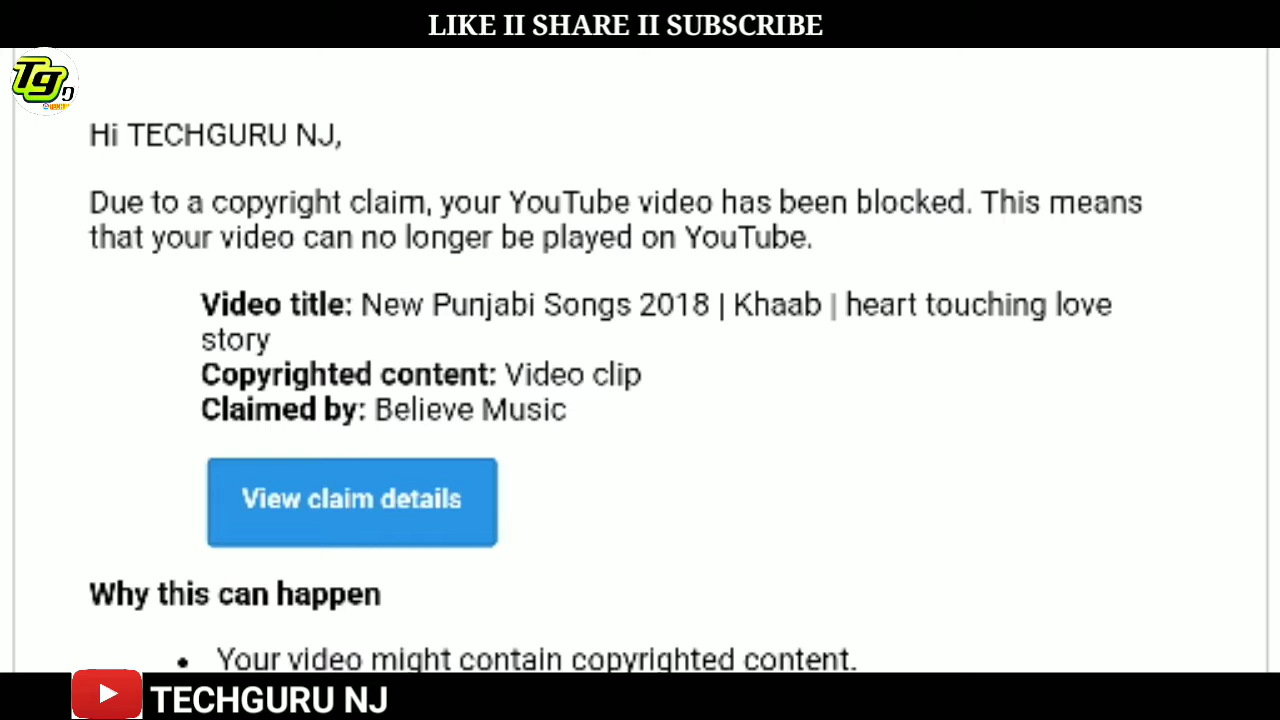 LIKE II SHARE II SUBSCRIBE
Tg
Hi TECHGURU NJ,
Due to a copyright claim, your YouTube video has been blocked. This means
that your video can no longer be played on YouTube.
Video title: New Punjabi Songs 2018 | Khaab | heart touching love
story
Copyrighted content: Video clip
Claimed by: Believe Music
View claim details
Why this can happen
• Your video might contain copyrighted content.
TECHGURU NJ